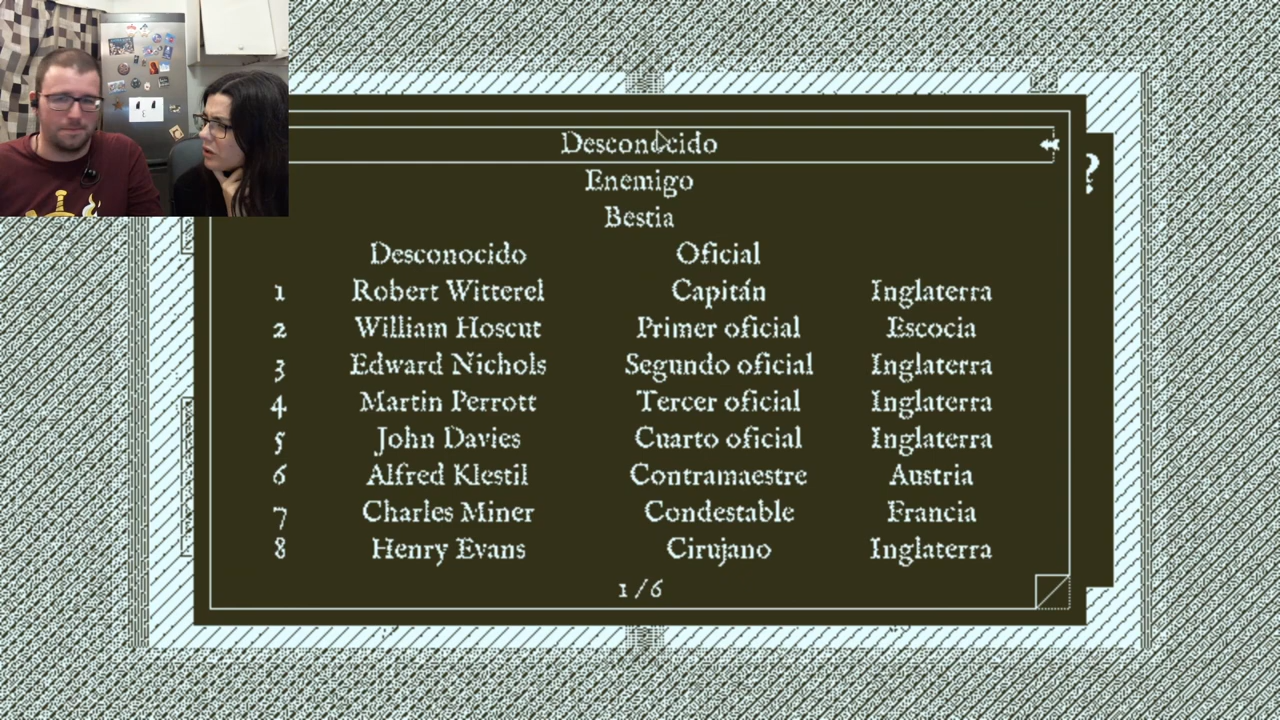 Desconocido
Enemigo
Bestia
Desconocido Oficial
1 Robert Witterel Capitán Inglaterra
2 William Hoscut Primer oficial Escocia
3 Edward Nichols Segundo oficial Inglaterra
4 Martin Perrott Tercer oficial Inglaterra
5 John Davies Cuarto oficial Inglaterra
6 Alfred Klestil Contramaestre Austria
7 Charles Miner Condestable Francia
8 Henry Evans Cirujano Inglaterra
1/6
?